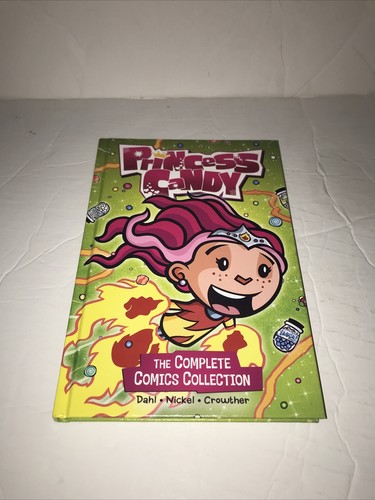 PRiNCESS
CaNDY
THE COMPLETE
COMICS COLLECTION
Dahl • Nickel • Crowther